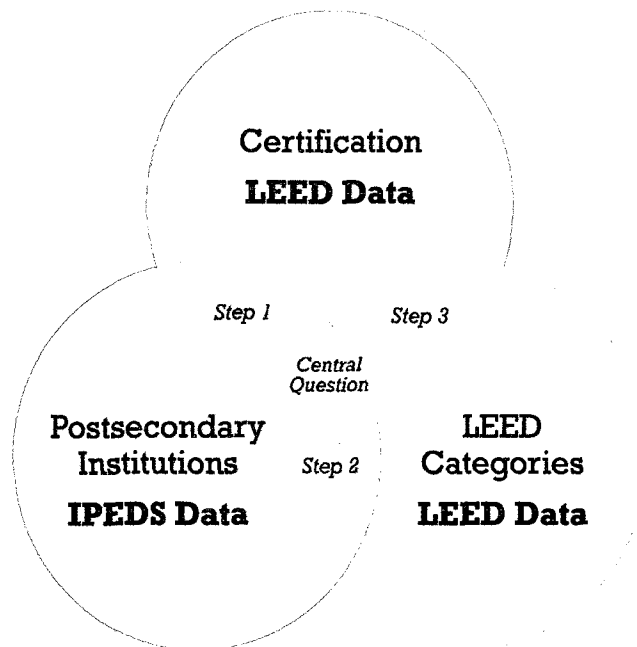 Certification
LEED Data
Step 1
Step 3
Central
Question
Postsecondary
Institutions
IPEDS Data
Step 2
LEED
Categories
LEED Data